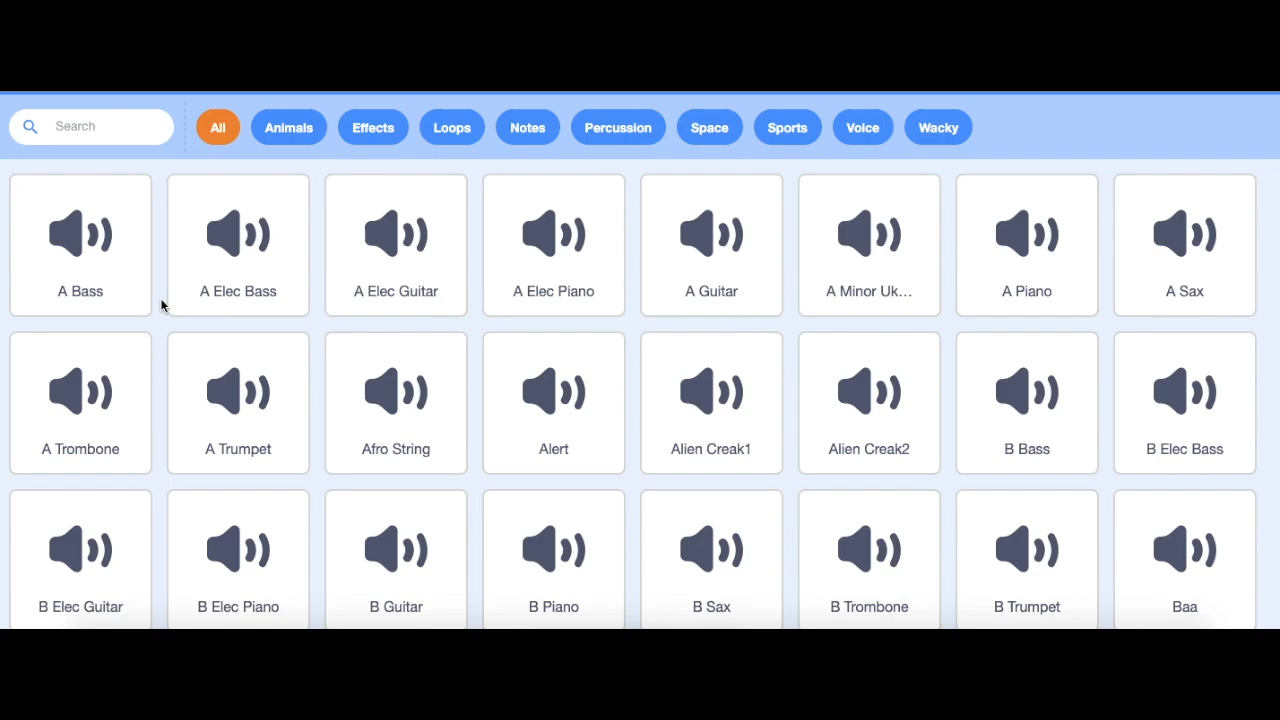 Search All Animals Effects Loops Notes Percussion Space Sports Voice Wacky
A Bass A Elec Bass A Elec Guitar A Elec Piano A Guitar A Minor Uk... A Piano A Sax
A Trombone A Trumpet Afro String Alert Alien Creak1 Alien Creak2 B Bass B Elec Bass
B Elec Guitar B Elec Piano B Guitar B Piano B Sax B Trombone B Trumpet Baa